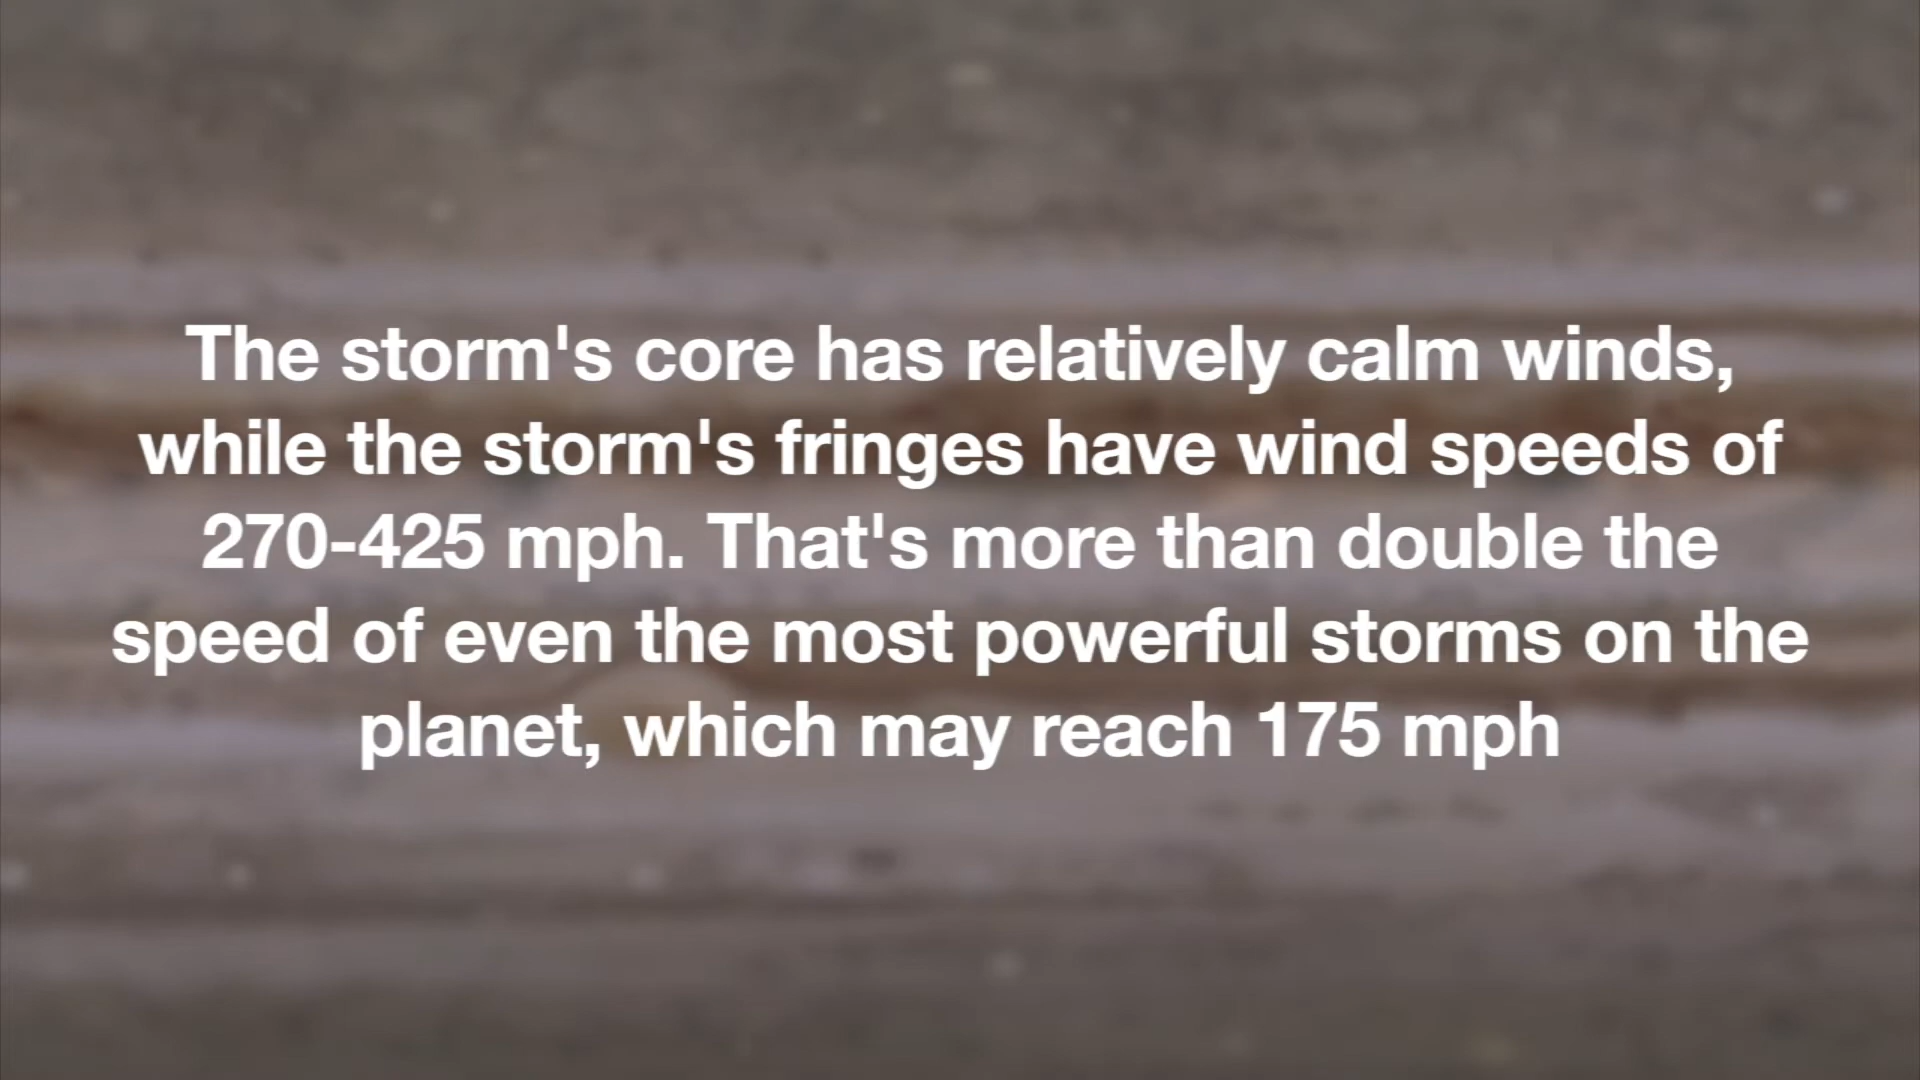 The storm's core has relatively calm winds,
while the storm's fringes have wind speeds of
270-425 mph. That's more than double the
speed of even the most powerful storms on the
planet, which may reach 175 mph